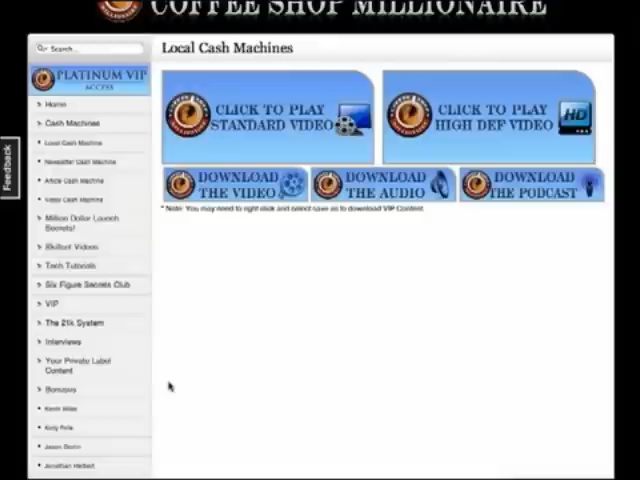 COFFEE SHOP MILLIONAIRE
Search...
Local Cash Machines
PLATINUM VIP
ACCESS
CLICK TO PLAY
STANDARD VIDEO
CLICK TO PLAY
HIGH DEF VIDEO
HD
DOWNLOAD
THE VIDEO
DOWNLOAD
THE AUDIO
DOWNLOAD
THE PODCAST
* Note: You may need to right click and select save as to download VIP Content
Home
Cash Machines
Local Cash Machine
Newsletter Cash Machine
Article Cash Machine
Video Cash Machine
Million Dollar Launch
Secrets!
Skillset Videos
Tech Tutorials
Six Figure Secrets Club
VIP
The 21k System
Interviews
Your Private Label
Content
Bonuses
Feedback